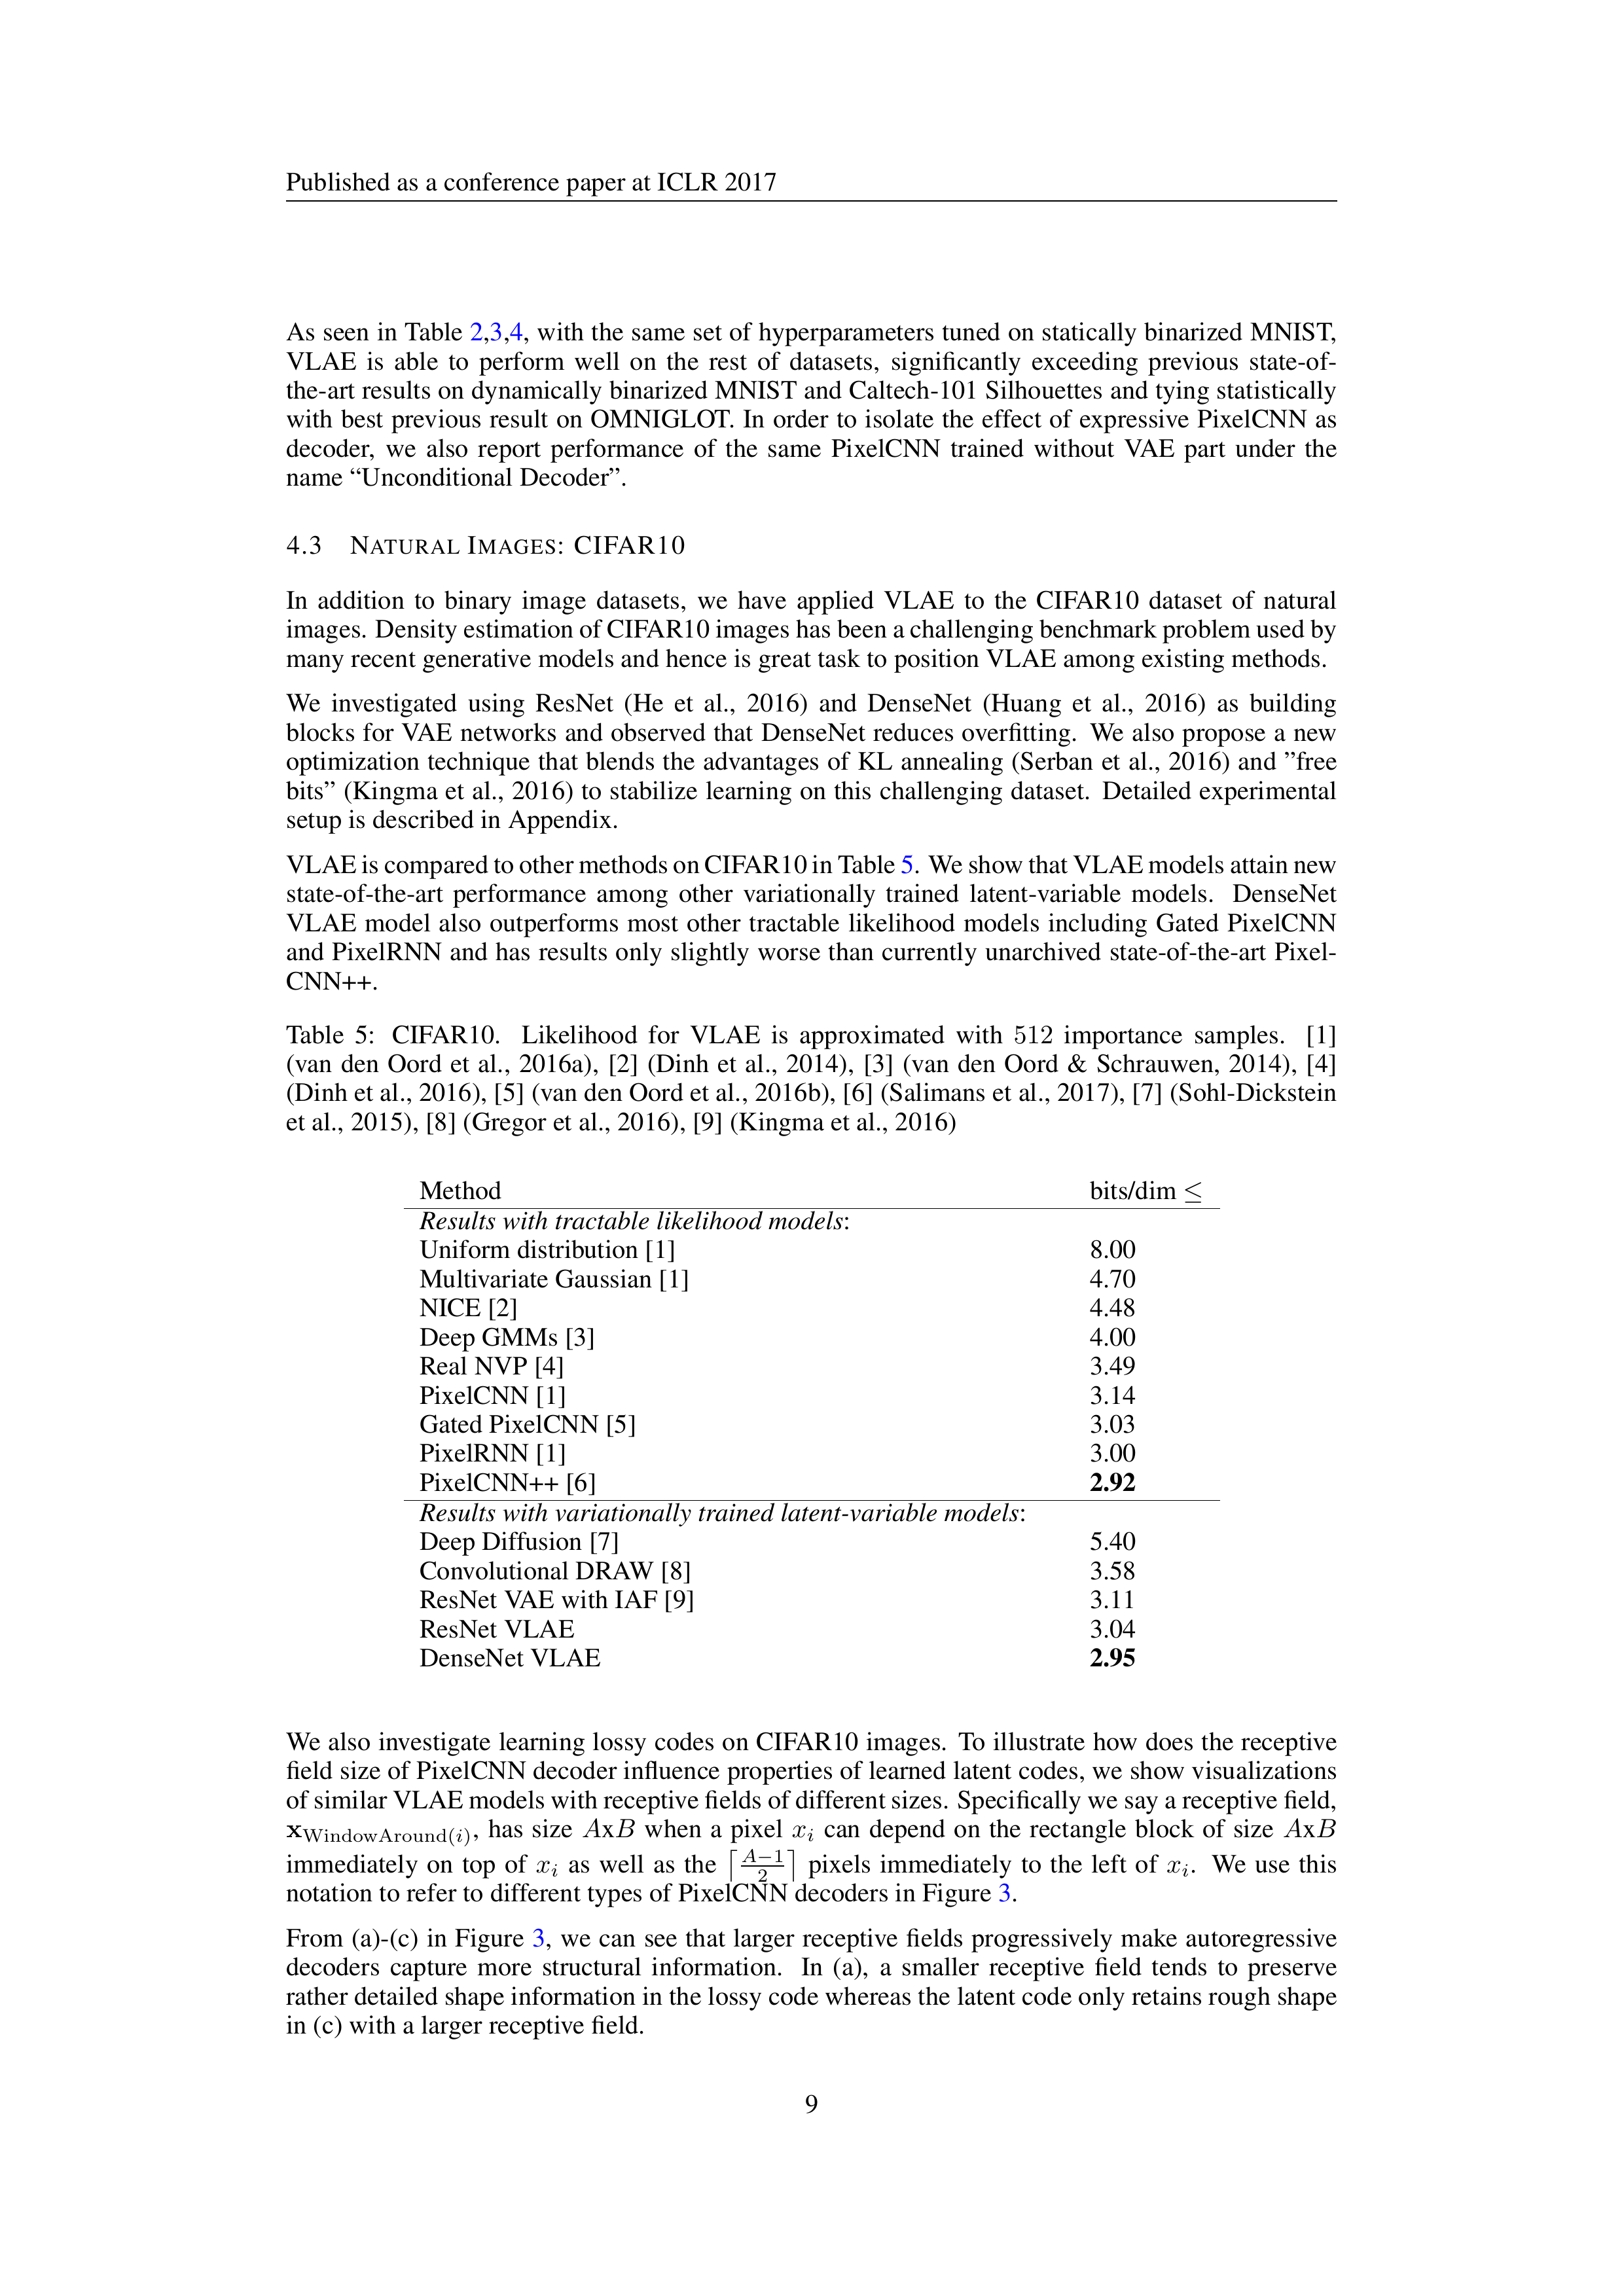 Published as a conference paper at ICLR 2017
As seen in Table 2,3,4, with the same set of hyperparameters tuned on statically binarized MNIST,
VLAE is able to perform well on the rest of datasets, significantly exceeding previous state-of-
the-art results on dynamically binarized MNIST and Caltech-101 Silhouettes and tying statistically
with best previous result on OMNIGLOT. In order to isolate the effect of expressive PixelCNN as
decoder, we also report performance of the same PixelCNN trained without VAE part under the
name “Unconditional Decoder”.
4.3 NATURAL IMAGES: CIFAR10
In addition to binary image datasets, we have applied VLAE to the CIFAR10 dataset of natural
images. Density estimation of CIFAR10 images has been a challenging benchmark problem used by
many recent generative models and hence is great task to position VLAE among existing methods.
We investigated using ResNet (He et al., 2016) and DenseNet (Huang et al., 2016) as building
blocks for VAE networks and observed that DenseNet reduces overfitting. We also propose a new
optimization technique that blends the advantages of KL annealing (Serban et al., 2016) and ”free
bits” (Kingma et al., 2016) to stabilize learning on this challenging dataset. Detailed experimental
setup is described in Appendix.
VLAE is compared to other methods on CIFAR10 in Table 5. We show that VLAE models attain new
state-of-the-art performance among other variationally trained latent-variable models. DenseNet
VLAE model also outperforms most other tractable likelihood models including Gated PixelCNN
and PixelRNN and has results only slightly worse than currently unarchived state-of-the-art Pixel-
CNN++.
Table 5: CIFAR10. Likelihood for VLAE is approximated with 512 importance samples. [1]
(van den Oord et al., 2016a), [2] (Dinh et al., 2014), [3] (van den Oord & Schrauwen, 2014), [4]
(Dinh et al., 2016), [5] (van den Oord et al., 2016b), [6] (Salimans et al., 2017), [7] (Sohl-Dickstein
et al., 2015), [8] (Gregor et al., 2016), [9] (Kingma et al., 2016)
Method bits/dim ≤
Results with tractable likelihood models:
Uniform distribution [1] 8.00
Multivariate Gaussian [1] 4.70
NICE [2] 4.48
Deep GMMs [3] 4.00
Real NVP [4] 3.49
PixelCNN [1] 3.14
Gated PixelCNN [5] 3.03
PixelRNN [1] 3.00
PixelCNN++ [6] 2.92
Results with variationally trained latent-variable models:
Deep Diffusion [7] 5.40
Convolutional DRAW [8] 3.58
ResNet VAE with IAF [9] 3.11
ResNet VLAE 3.04
DenseNet VLAE 2.95
We also investigate learning lossy codes on CIFAR10 images. To illustrate how does the receptive
field size of PixelCNN decoder influence properties of learned latent codes, we show visualizations
of similar VLAE models with receptive fields of different sizes. Specifically we say a receptive field,
x_WindowAround(i), has size AxB when a pixel x_i can depend on the rectangle block of size AxB
immediately on top of x_i as well as the ⌈(A−1)/2⌉ pixels immediately to the left of x_i. We use this
notation to refer to different types of PixelCNN decoders in Figure 3.
From (a)-(c) in Figure 3, we can see that larger receptive fields progressively make autoregressive
decoders capture more structural information. In (a), a smaller receptive field tends to preserve
rather detailed shape information in the lossy code whereas the latent code only retains rough shape
in (c) with a larger receptive field.
9